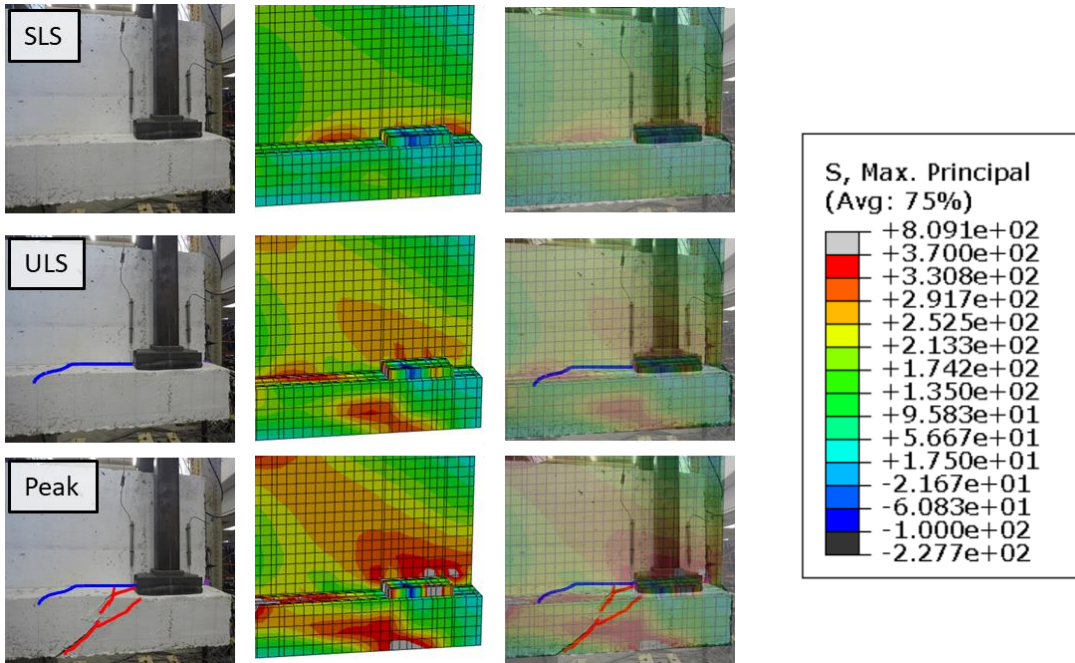 SLS
ULS
Peak
S, Max. Principal
(Avg: 75%)
+8.091e+02
+3.700e+02
+3.308e+02
+2.917e+02
+2.525e+02
+2.133e+02
+1.742e+02
+1.350e+02
+9.583e+01
+5.667e+01
+1.750e+01
-2.167e+01
-6.083e+01
-1.000e+02
-2.277e+02